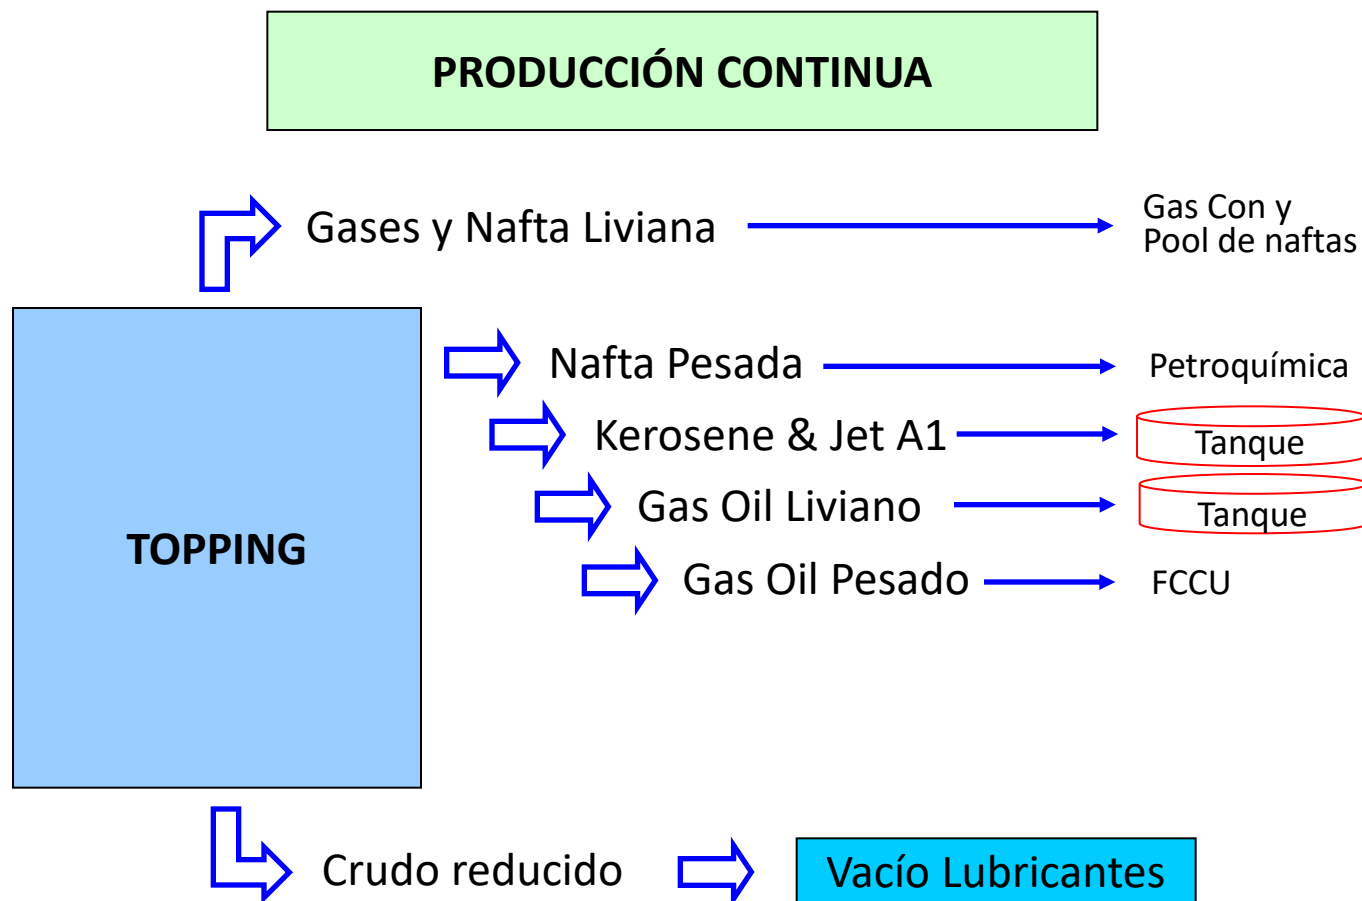 PRODUCCIÓN CONTINUA
Gases y Nafta Liviana
Gas Con y
Pool de naftas
Nafta Pesada
Petroquímica
Kerosene & Jet A1
Tanque
Gas Oil Liviano
Tanque
TOPPING
Gas Oil Pesado
FCCU
Crudo reducido
Vacío Lubricantes